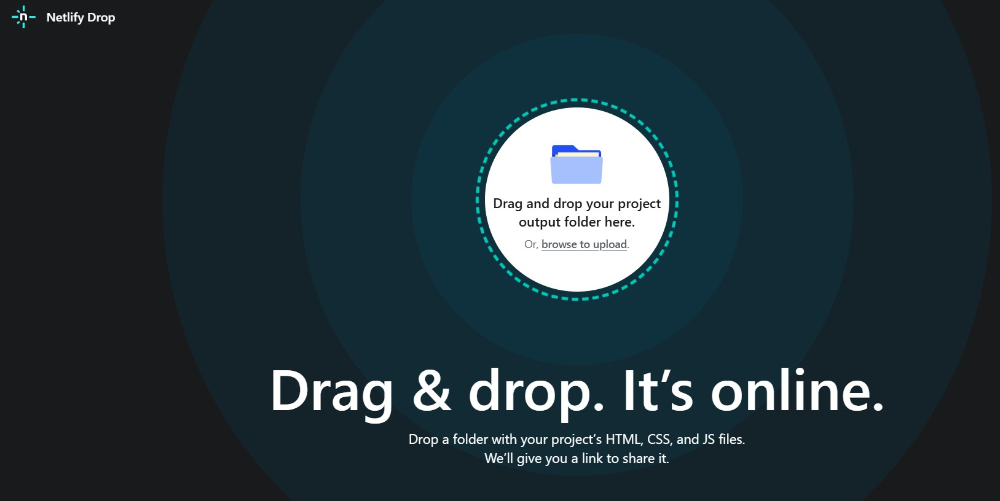 Netlify Drop
Drag and drop your project
output folder here.
Or, browse to upload.
Drag & drop. It’s online.
Drop a folder with your project’s HTML, CSS, and JS files.
We’ll give you a link to share it.